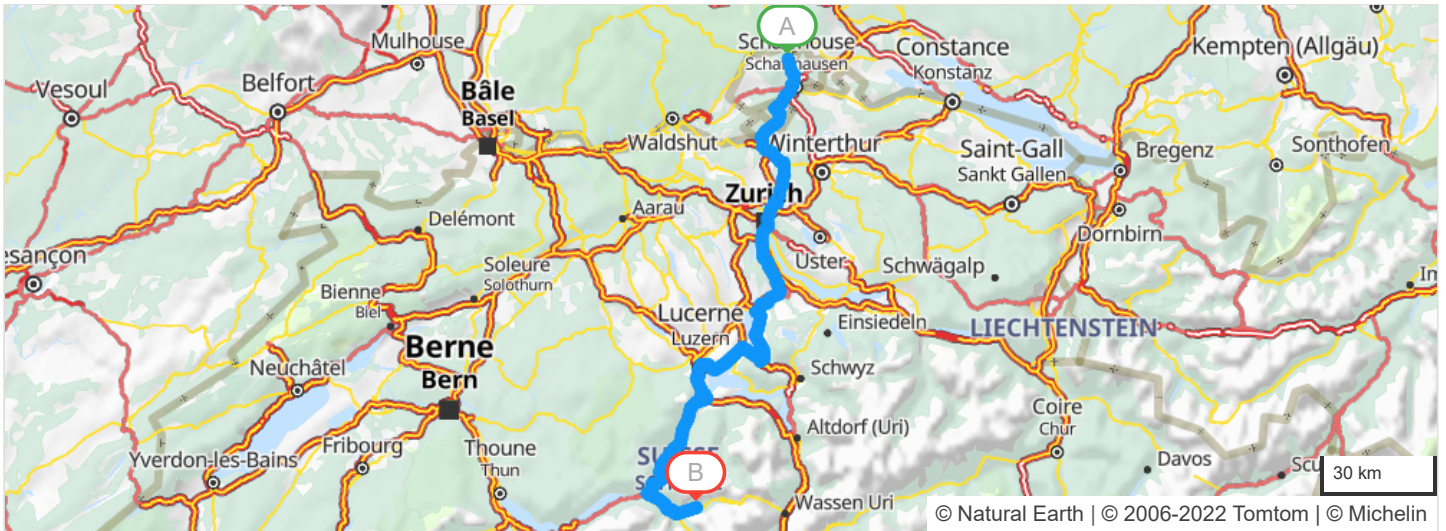 A
Schaffhouse
Schaffhausen
Mulhouse
Constance
Konstanz
Kempten (Allgäu)
Vesoul
Belfort
Bâle
Basel
Waldshut
Winterthur
Saint-Gall
Sankt Gallen
Bregenz
Sonthofen
Zurich
Aarau
Delémont
Dornbirn
esançon
Uster
Schwägalp
Soleure
Solothurn
Bienne
Biel
Lucerne
Luzern
Einsiedeln
LIECHTENSTEIN
Berne
Bern
Neuchâtel
Schwyz
Coire
Chur
Altdorf (Uri)
Fribourg
Thoune
Thun
Yverdon-les-Bains
B
Davos
30 km
Wassen Uri
© Natural Earth | © 2006-2022 Tomtom | © Michelin